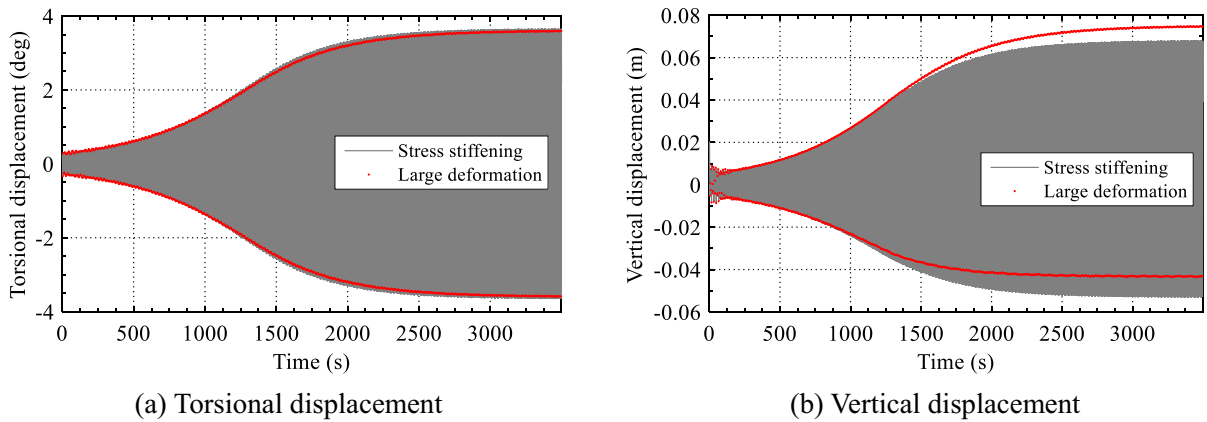 Torsional displacement (deg)
4
2
0
-2
-4
Stress stiffening
Large deformation
0 500 1000 1500 2000 2500 3000
Time (s)
(a) Torsional displacement
Vertical displacement (m)
0.08
0.06
0.04
0.02
0
-0.02
-0.04
-0.06
Stress stiffening
Large deformation
0 500 1000 1500 2000 2500 3000
Time (s)
(b) Vertical displacement